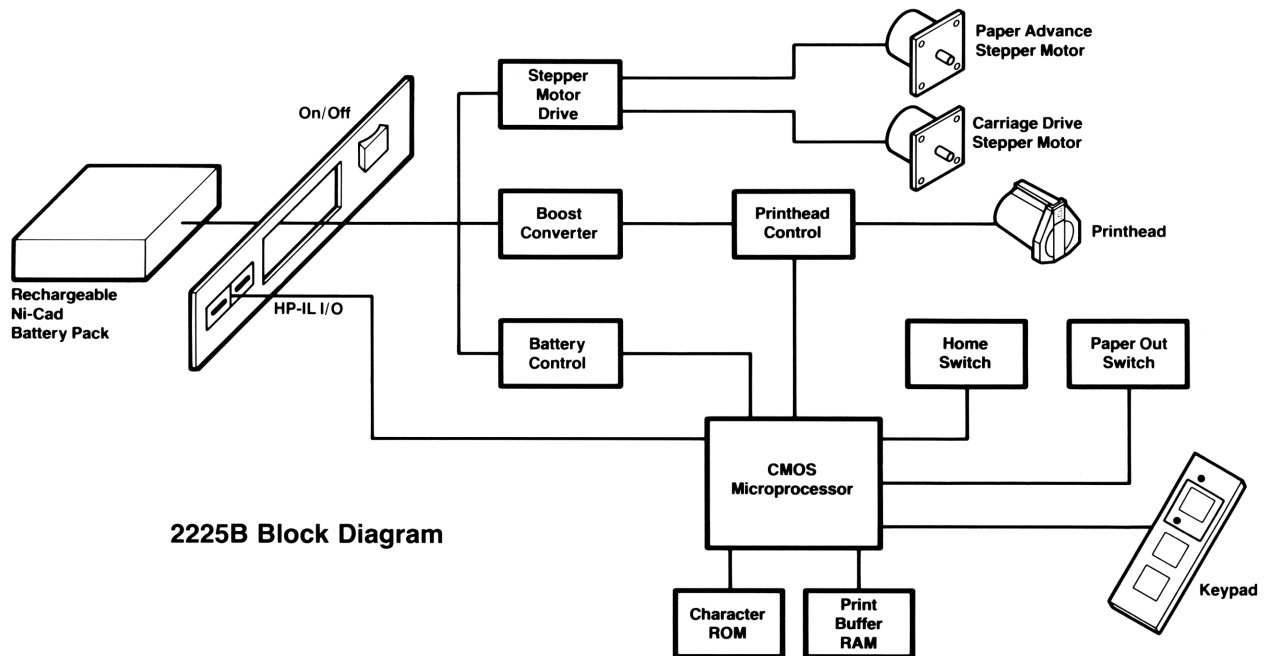 Paper Advance
Stepper Motor
Stepper
Motor
Drive
On/Off
Carriage Drive
Stepper Motor
Boost
Converter
Printhead
Control
Printhead
Rechargeable
Ni-Cad
Battery Pack
HP-IL I/O
Battery
Control
Home
Switch
Paper Out
Switch
CMOS
Microprocessor
2225B Block Diagram
Keypad
Character
ROM
Print
Buffer
RAM